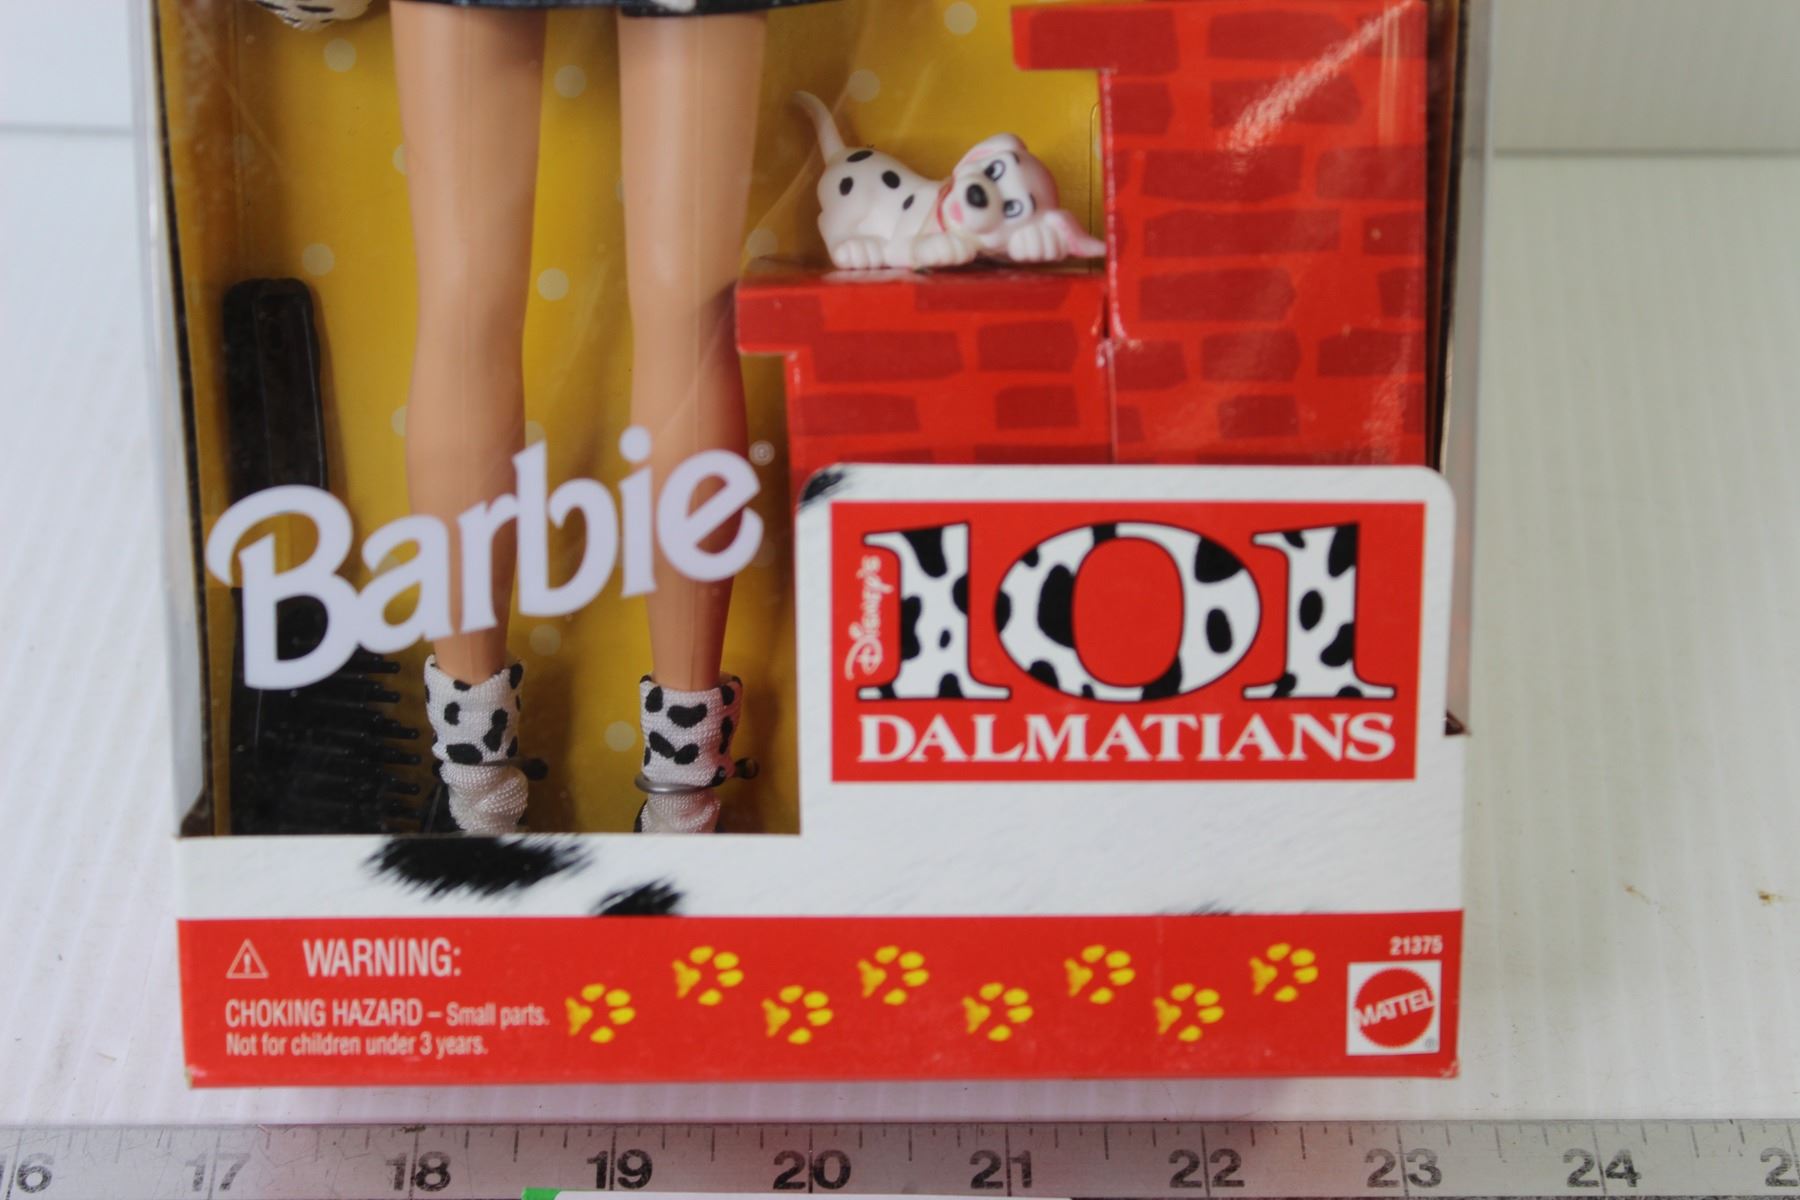 Barbie®
Disney's
101
DALMATIANS
WARNING:
CHOKING HAZARD – Small parts.
Not for children under 3 years.
21375
MATTEL
®
17 18 19 20 21 22 23 24